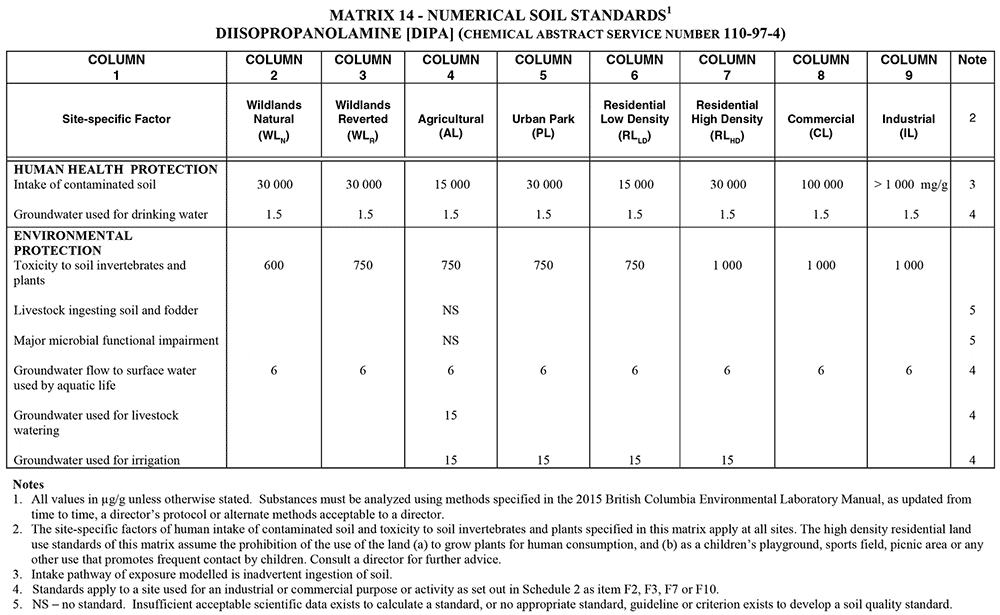 MATRIX 14 - NUMERICAL SOIL STANDARDS1
DIISOPROPANOLAMINE [DIPA] (CHEMICAL ABSTRACT SERVICE NUMBER 110-97-4)
COLUMN 1 COLUMN 2 COLUMN 3 COLUMN 4 COLUMN 5 COLUMN 6 COLUMN 7 COLUMN 8 COLUMN 9 Note
Site-specific Factor Wildlands Natural (WLN) Wildlands Reverted (WLR) Agricultural (AL) Urban Park (PL) Residential Low Density (RLLD) Residential High Density (RLHD) Commercial (CL) Industrial (IL) 2
HUMAN HEALTH PROTECTION
Intake of contaminated soil 30 000 30 000 15 000 30 000 15 000 30 000 100 000 > 1 000 mg/g 3
Groundwater used for drinking water 1.5 1.5 1.5 1.5 1.5 1.5 1.5 1.5 4
ENVIRONMENTAL
PROTECTION
Toxicity to soil invertebrates and 600 750 750 750 750 1 000 1 000 1 000
plants
Livestock ingesting soil and fodder NS 5
Major microbial functional impairment NS 5
Groundwater flow to surface water 6 6 6 6 6 6 6 6 4
used by aquatic life
Groundwater used for livestock 15 4
watering
Groundwater used for irrigation 15 15 15 15 4
Notes
1. All values in µg/g unless otherwise stated. Substances must be analyzed using methods specified in the 2015 British Columbia Environmental Laboratory Manual, as updated from
time to time, a director's protocol or alternate methods acceptable to a director.
2. The site-specific factors of human intake of contaminated soil and toxicity to soil invertebrates and plants specified in this matrix apply at all sites. The high density residential land
use standards of this matrix assume the prohibition of the use of the land (a) to grow plants for human consumption, and (b) as a children's playground, sports field, picnic area or any
other use that promotes frequent contact by children. Consult a director for further advice.
3. Intake pathway of exposure modelled is inadvertent ingestion of soil.
4. Standards apply to a site used for an industrial or commercial purpose or activity as set out in Schedule 2 as item F2, F3, F7 or F10.
5. NS – no standard. Insufficient acceptable scientific data exists to calculate a standard, or no appropriate standard, guideline or criterion exists to develop a soil quality standard.